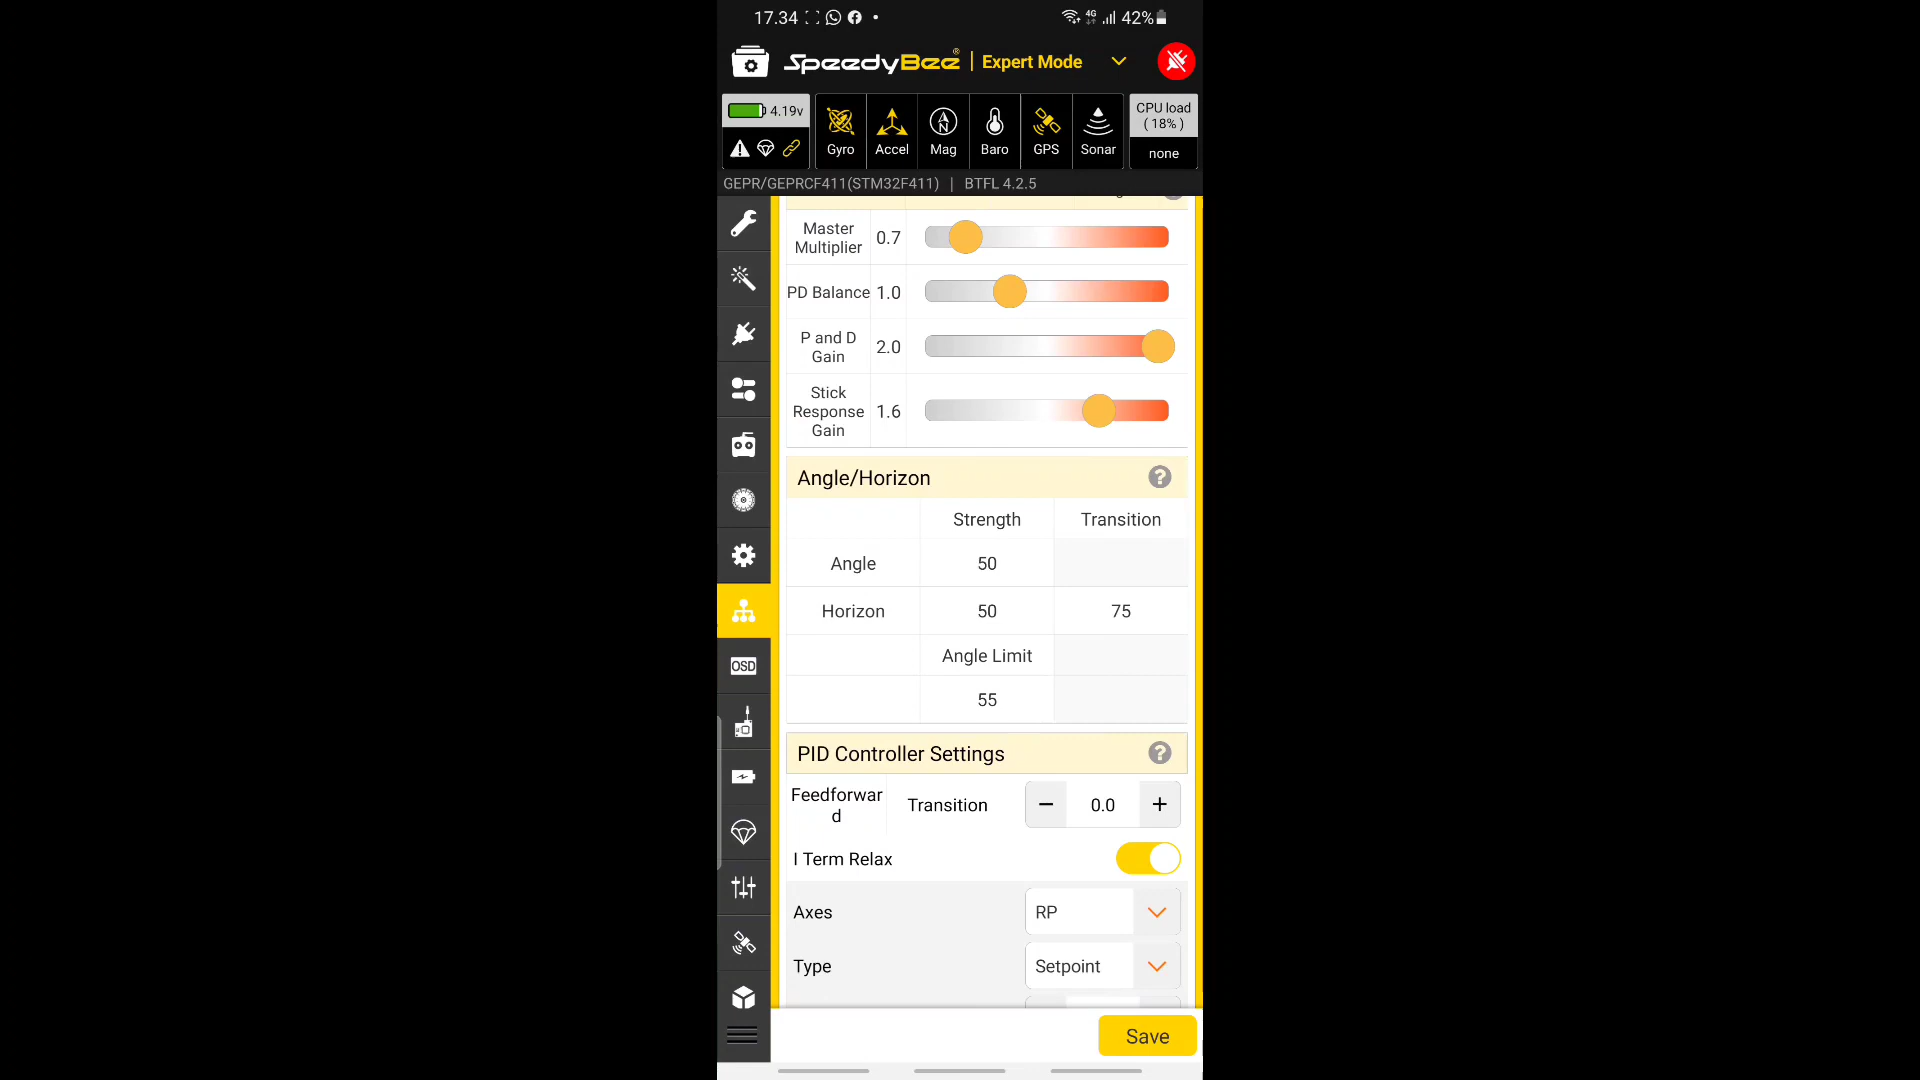 17.34
4G
42%
SpeedyBee® | Expert Mode
4.19v
Gyro
Accel
N
Mag
Baro
GPS
Sonar
CPU load
( 18% )
none
GEPR/GEPRCF411(STM32F411) | BTFL 4.2.5
Master
Multiplier
0.7
PD Balance 1.0
P and D
Gain
2.0
Stick
Response
Gain
1.6
Angle/Horizon ?
Strength Transition
Angle 50
Horizon 50 75
Angle Limit
55
PID Controller Settings ?
Feedforwar
d
Transition − 0.0 +
I Term Relax
Axes RP
Type Setpoint
OSD
Save